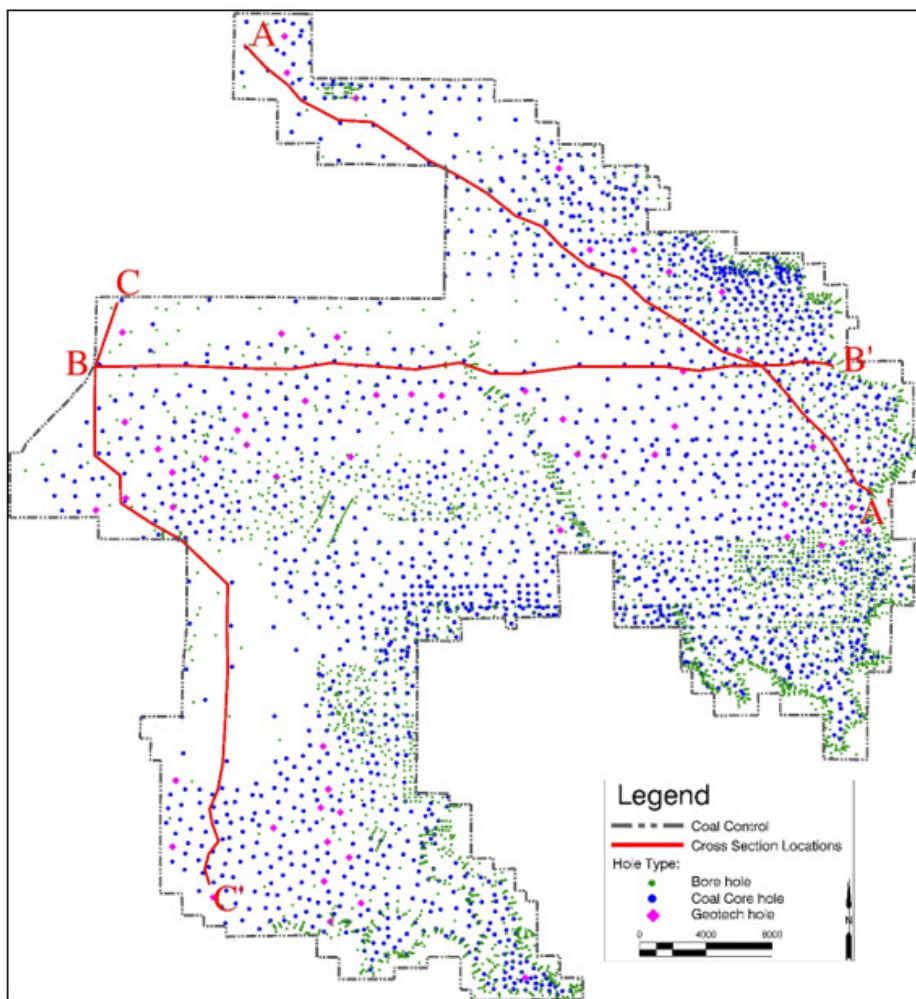 A
C
B
B'
A'
C'
Legend
Coal Control
Cross Section Locations
Hole Type:
Bore hole
Coal Core hole
Geotech hole
N
0 4000 8000